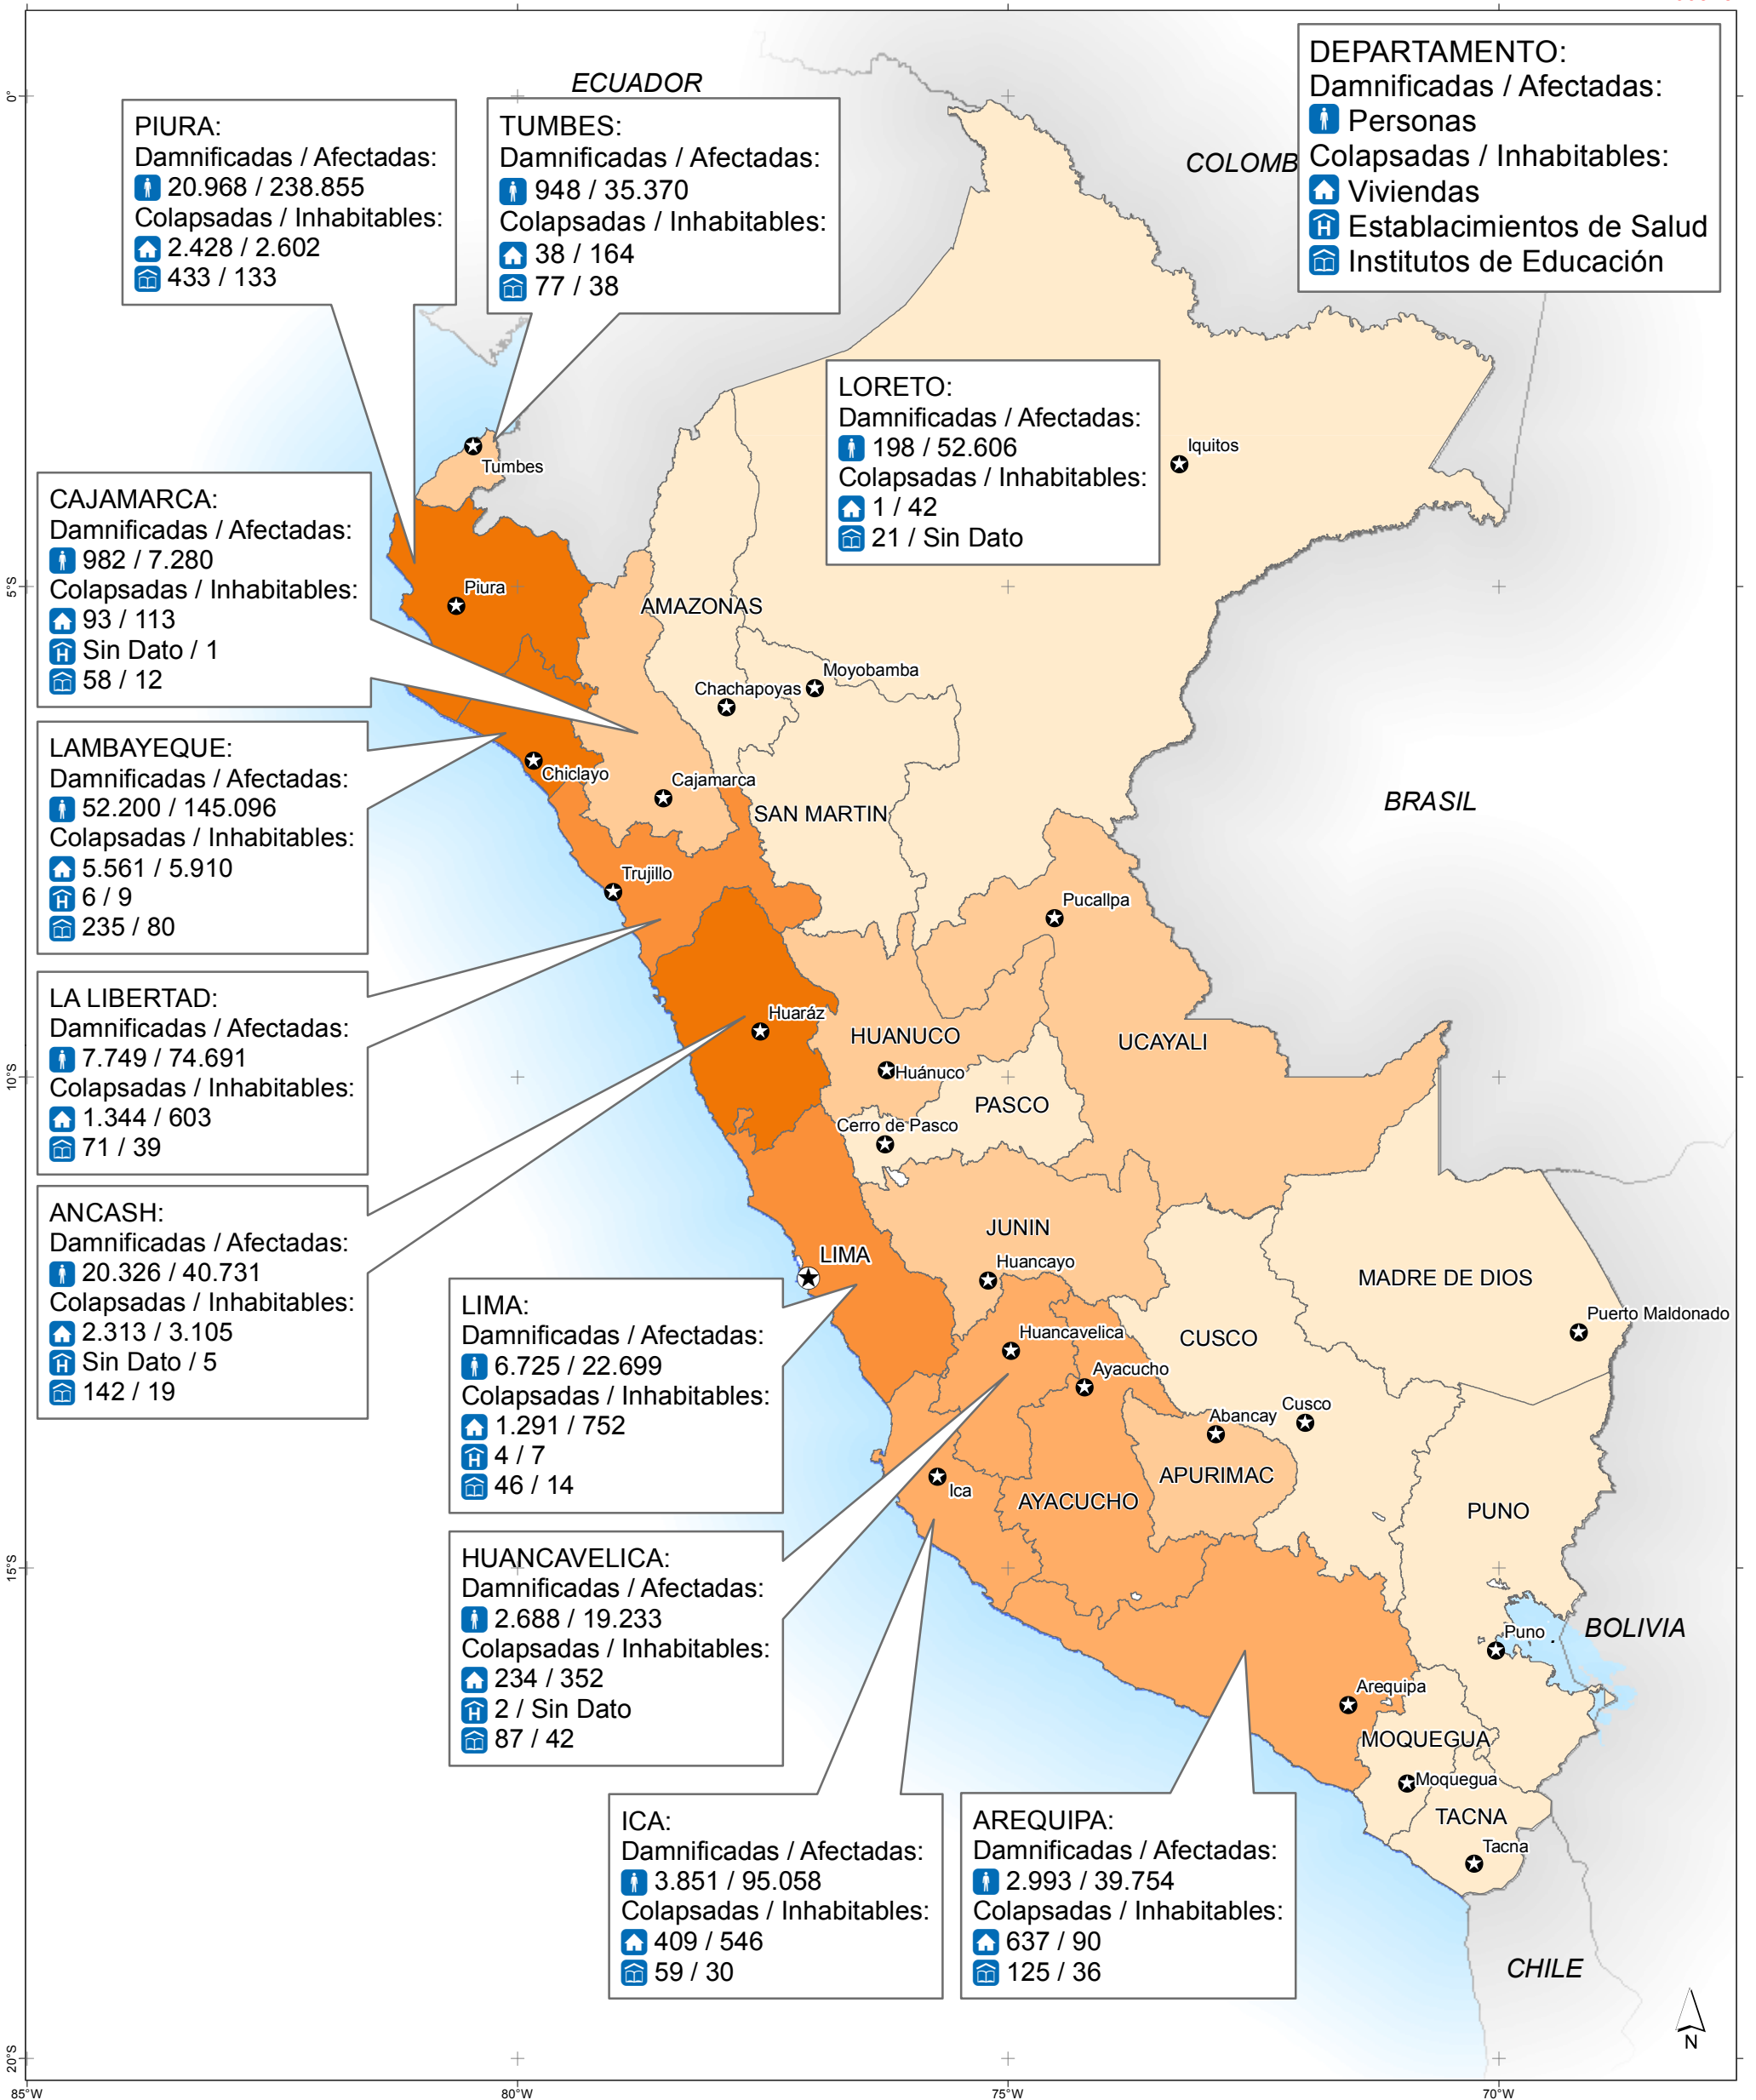 ECUADOR
COLOMB
BRASIL
BOLIVIA
CHILE
DEPARTAMENTO:
Damnificadas / Afectadas:
Personas
Colapsadas / Inhabitables:
Viviendas
Establacimientos de Salud
Institutos de Educación
PIURA:
Damnificadas / Afectadas:
20.968 / 238.855
Colapsadas / Inhabitables:
2.428 / 2.602
433 / 133
TUMBES:
Damnificadas / Afectadas:
948 / 35.370
Colapsadas / Inhabitables:
38 / 164
77 / 38
LORETO:
Damnificadas / Afectadas:
198 / 52.606
Colapsadas / Inhabitables:
1 / 42
21 / Sin Dato
CAJAMARCA:
Damnificadas / Afectadas:
982 / 7.280
Colapsadas / Inhabitables:
93 / 113
H Sin Dato / 1
58 / 12
LAMBAYEQUE:
Damnificadas / Afectadas:
52.200 / 145.096
Colapsadas / Inhabitables:
5.561 / 5.910
H 6 / 9
235 / 80
LA LIBERTAD:
Damnificadas / Afectadas:
7.749 / 74.691
Colapsadas / Inhabitables:
1.344 / 603
71 / 39
ANCASH:
Damnificadas / Afectadas:
20.326 / 40.731
Colapsadas / Inhabitables:
2.313 / 3.105
H Sin Dato / 5
142 / 19
LIMA:
Damnificadas / Afectadas:
6.725 / 22.699
Colapsadas / Inhabitables:
1.291 / 752
H 4 / 7
46 / 14
HUANCAVELICA:
Damnificadas / Afectadas:
2.688 / 19.233
Colapsadas / Inhabitables:
234 / 352
H 2 / Sin Dato
87 / 42
ICA:
Damnificadas / Afectadas:
3.851 / 95.058
Colapsadas / Inhabitables:
409 / 546
59 / 30
AREQUIPA:
Damnificadas / Afectadas:
2.993 / 39.754
Colapsadas / Inhabitables:
637 / 90
125 / 36
Tumbes
Iquitos
Piura
AMAZONAS
Moyobamba
Chachapoyas
Chiclayo
Cajamarca
SAN MARTIN
Trujillo
Pucallpa
Huaráz
HUANUCO
UCAYALI
Huánuco
PASCO
Cerro de Pasco
JUNIN
LIMA
Huancayo
MADRE DE DIOS
Puerto Maldonado
Huancavelica
CUSCO
Ayacucho
Cusco
Abancay
APURIMAC
Ica
AYACUCHO
PUNO
Puno
Arequipa
MOQUEGUA
Moquegua
TACNA
Tacna
N
0°
5°S
10°S
15°S
20°S
85°W
80°W
75°W
70°W